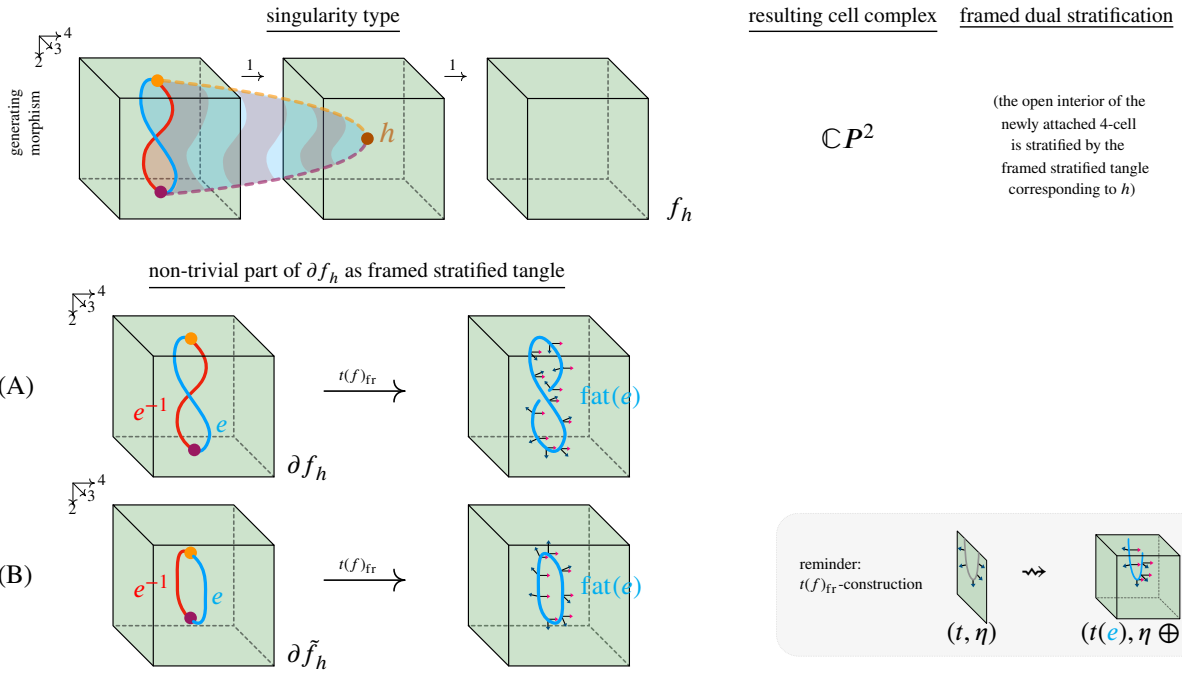 singularity type
resulting cell complex
framed dual stratification
4
3
2
1
→
1
→
generating
morphism
h
f_h
ℂP²
(the open interior of the
newly attached 4-cell
is stratified by the
framed stratified tangle
corresponding to h)
non-trivial part of ∂f_h as framed stratified tangle
4
3
2
(A)
e⁻¹
e
∂f_h
t(f)_fr
fat(e)
4
3
2
(B)
e⁻¹
e
∂f̃_h
t(f)_fr
fat(e)
reminder:
t(f)_fr-construction
⇝
(t, η)
(t(e), η ⊕